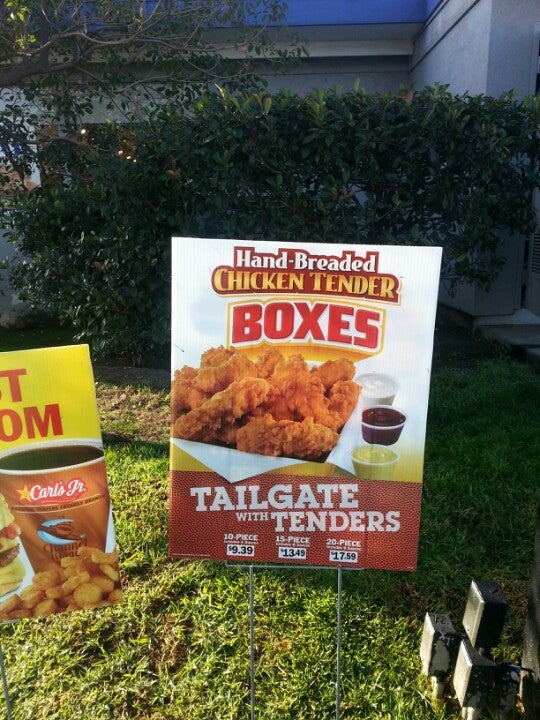 Hand-Breaded
CHICKEN TENDER
BOXES
TAILGATE
WITH TENDERS
10-PIECE
$9.39
15-PIECE
$13.49
20-PIECE
$17.59
ST
OM
Carl's Jr.